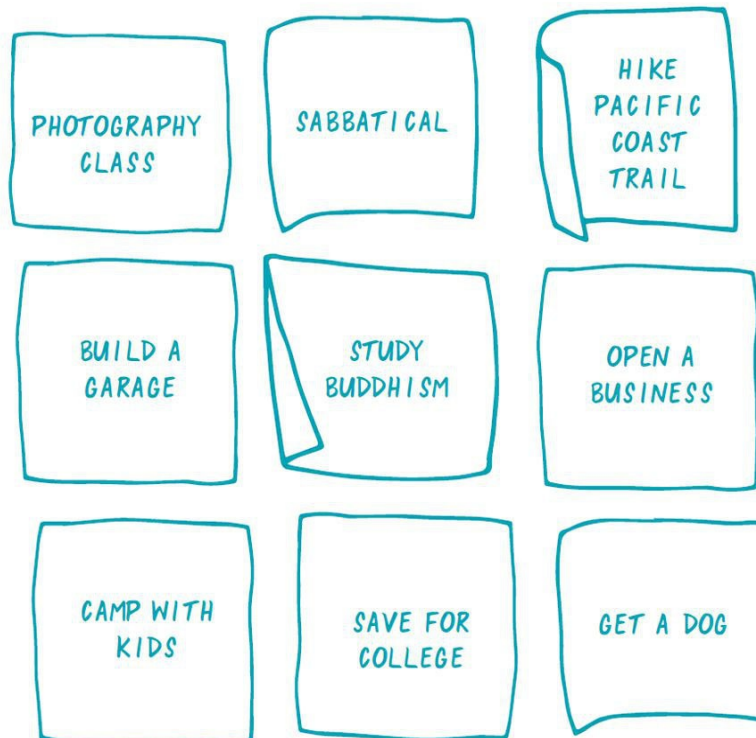 PHOTOGRAPHY
CLASS
SABBATICAL
HIKE
PACIFIC
COAST
TRAIL
BUILD A
GARAGE
STUDY
BUDDHISM
OPEN A
BUSINESS
CAMP WITH
KIDS
SAVE FOR
COLLEGE
GET A DOG